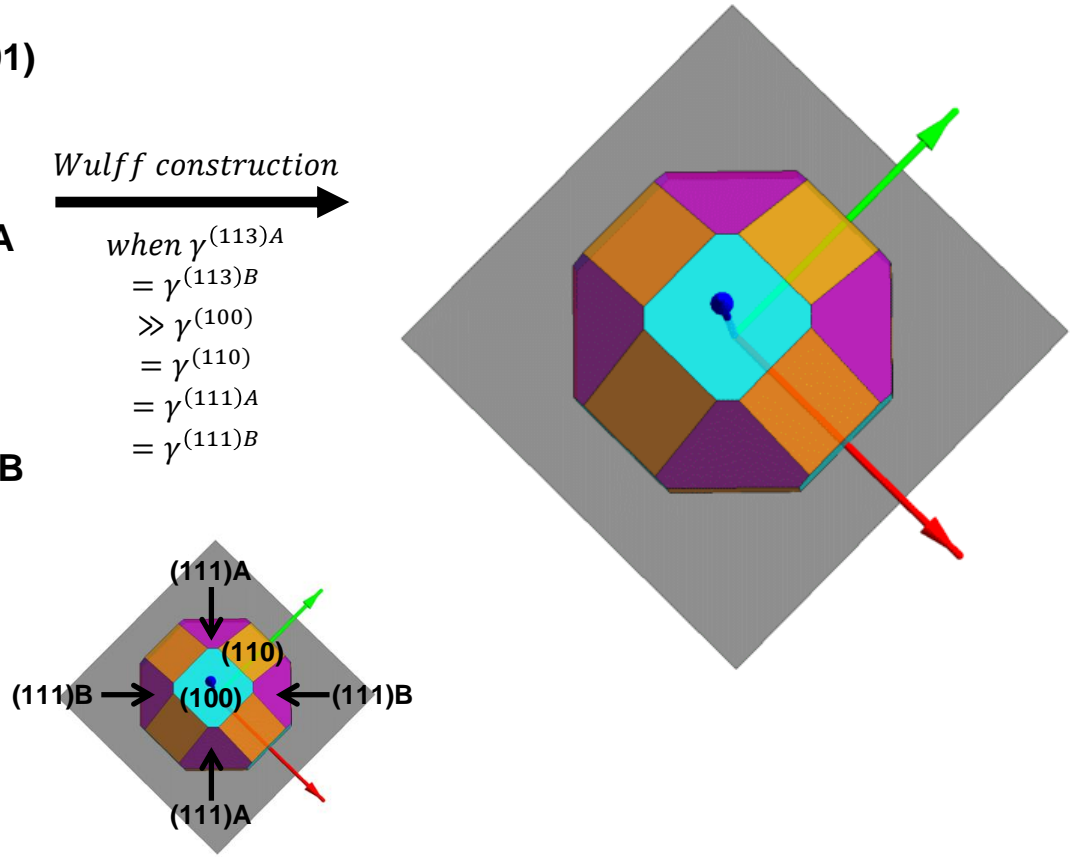 01)
Wulff construction
A
when γ^(113)A
= γ^(113)B
≫ γ^(100)
= γ^(110)
= γ^(111)A
= γ^(111)B
B
(111)A
(110)
(111)B
(100)
(111)B
(111)A